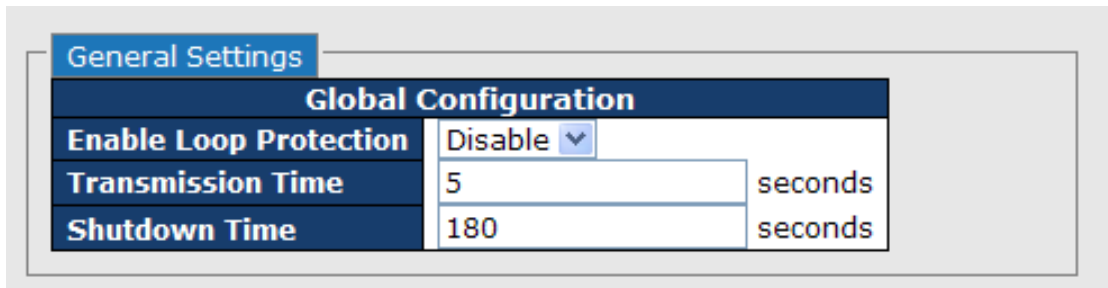 General Settings
Global Configuration
Enable Loop Protection Disable
Transmission Time 5 seconds
Shutdown Time 180 seconds